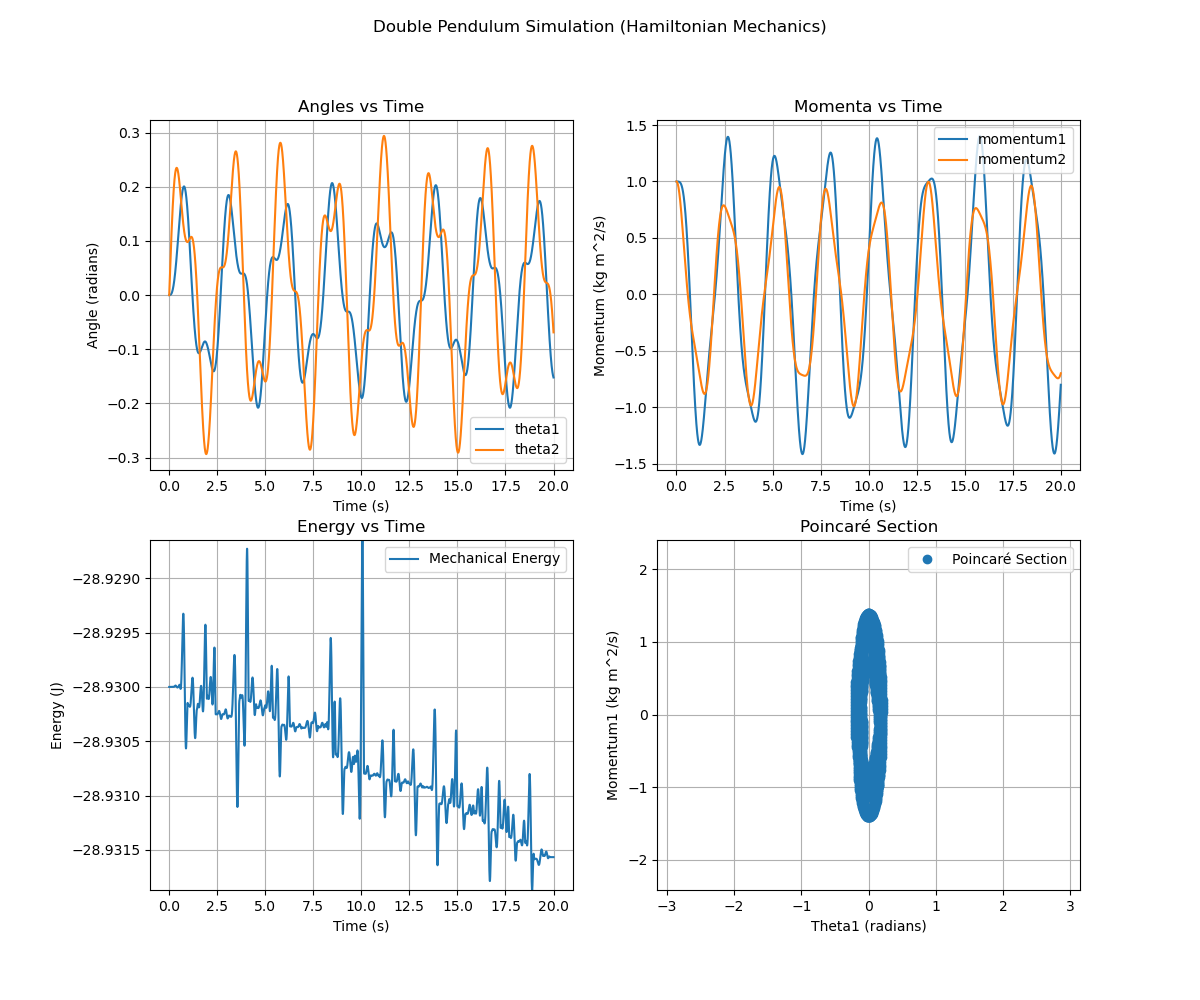 Double Pendulum Simulation (Hamiltonian Mechanics)
Angles vs Time
0.3
0.2
0.1
0.0
−0.1
−0.2
−0.3
Angle (radians)
theta1
theta2
0.0 2.5 5.0 7.5 10.0 12.5 15.0 17.5 20.0
Time (s)
Momenta vs Time
1.5
1.0
0.5
0.0
−0.5
−1.0
−1.5
Momentum (kg m^2/s)
momentum1
momentum2
0.0 2.5 5.0 7.5 10.0 12.5 15.0 17.5 20.0
Time (s)
Energy vs Time
−28.9290
−28.9295
−28.9300
−28.9305
−28.9310
−28.9315
Energy (J)
Mechanical Energy
0.0 2.5 5.0 7.5 10.0 12.5 15.0 17.5 20.0
Time (s)
Poincaré Section
2
1
0
−1
−2
Momentum1 (kg m^2/s)
Poincaré Section
−3 −2 −1 0 1 2 3
Theta1 (radians)